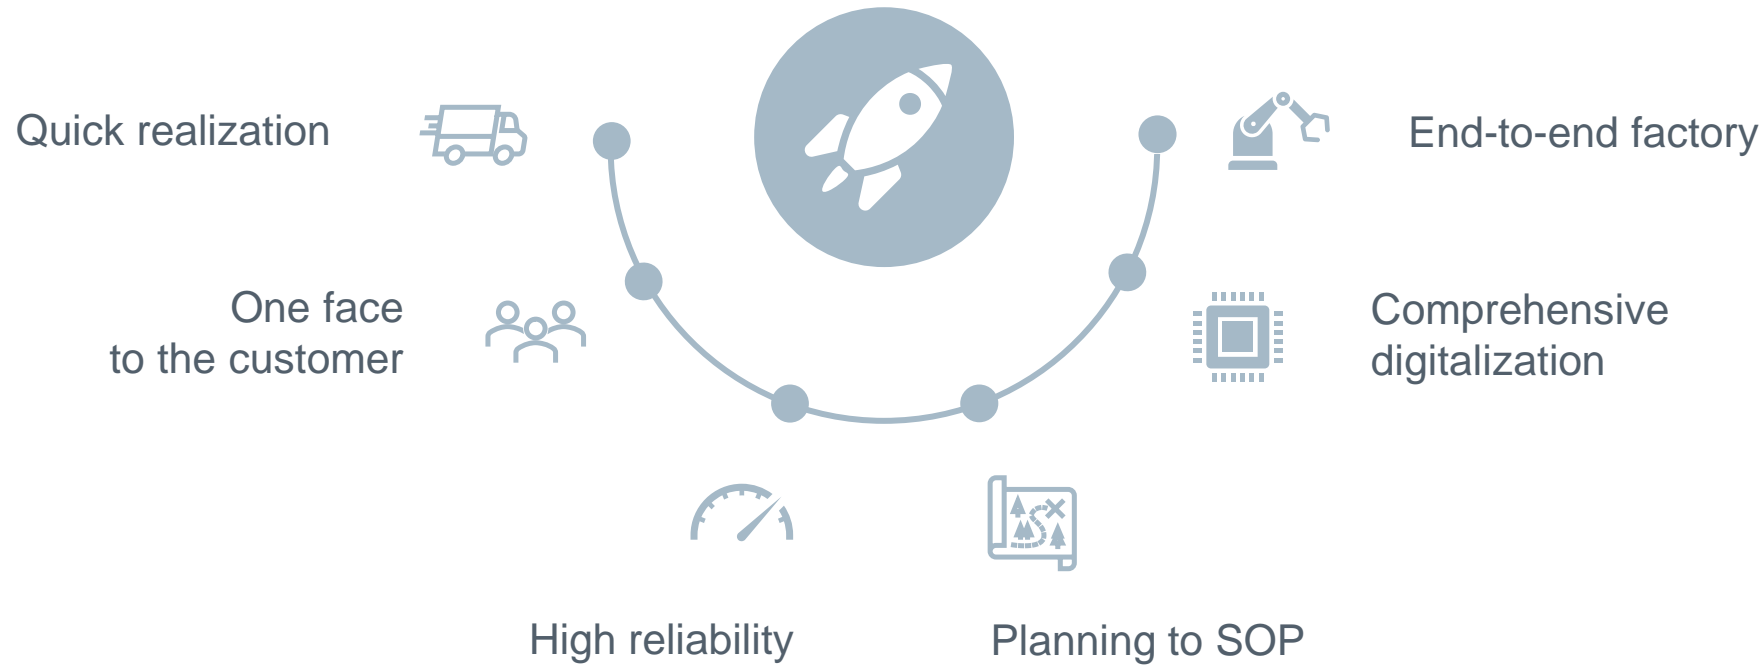 Quick realization
End-to-end factory
One face
to the customer
Comprehensive
digitalization
High reliability
Planning to SOP